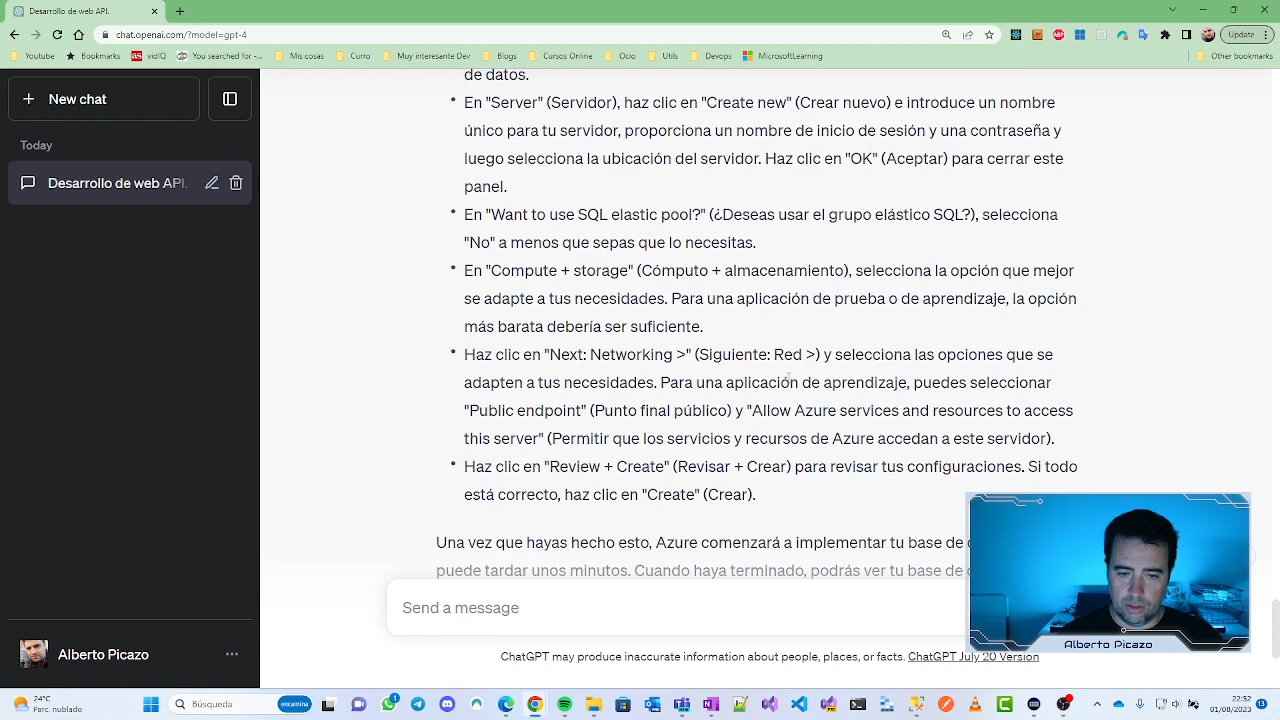 Desarrollo de web API.
chat.openai.com/?model=gpt-4
Update
Youtube
Bookmarks
vidIQ
You searched for -...
Mis cosas
Curro
Muy interesante Dev
Blogs
Cursos Online
Ocio
Utils
Devops
MicrosoftLearning
Other bookmarks
New chat
Today
Desarrollo de web API.
de datos.
• En "Server" (Servidor), haz clic en "Create new" (Crear nuevo) e introduce un nombre
único para tu servidor, proporciona un nombre de inicio de sesión y una contraseña y
luego selecciona la ubicación del servidor. Haz clic en "OK" (Aceptar) para cerrar este
panel.
• En "Want to use SQL elastic pool?" (¿Deseas usar el grupo elástico SQL?), selecciona
"No" a menos que sepas que lo necesitas.
• En "Compute + storage" (Cómputo + almacenamiento), selecciona la opción que mejor
se adapte a tus necesidades. Para una aplicación de prueba o de aprendizaje, la opción
más barata debería ser suficiente.
• Haz clic en "Next: Networking >" (Siguiente: Red >) y selecciona las opciones que se
adapten a tus necesidades. Para una aplicación de aprendizaje, puedes seleccionar
"Public endpoint" (Punto final público) y "Allow Azure services and resources to access
this server" (Permitir que los servicios y recursos de Azure accedan a este servidor).
• Haz clic en "Review + Create" (Revisar + Crear) para revisar tus configuraciones. Si todo
está correcto, haz clic en "Create" (Crear).
Una vez que hayas hecho esto, Azure comenzará a implementar tu base de
puede tardar unos minutos. Cuando haya terminado, podrás ver tu base de
Send a message
ChatGPT may produce inaccurate information about people, places, or facts. ChatGPT July 20 Version
Alberto Picazo
Alberto Picazo
24°C
Parc. nublado
Búsqueda
encamina
1
22:52
01/08/2023
13